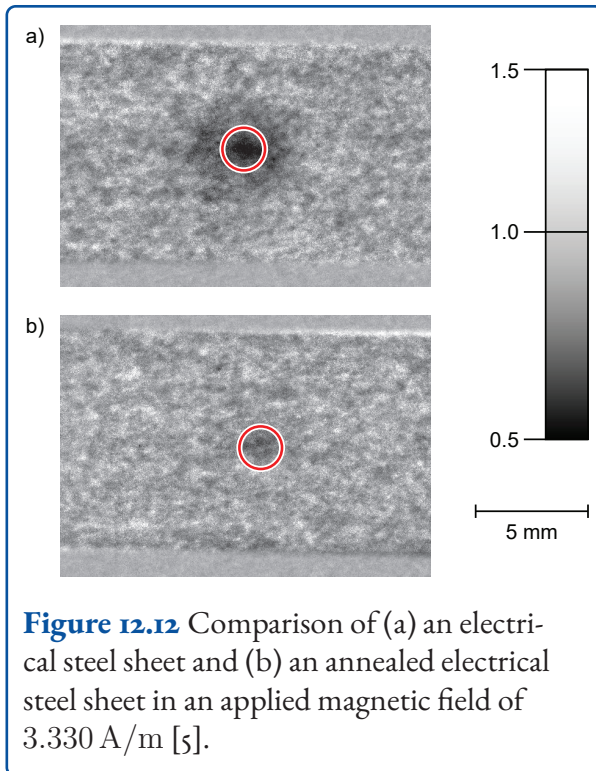 a)
1.5
1.0
b)
0.5
5 mm
Figure 12.12 Comparison of (a) an electri-
cal steel sheet and (b) an annealed electrical
steel sheet in an applied magnetic field of
3.330 A/m [5].